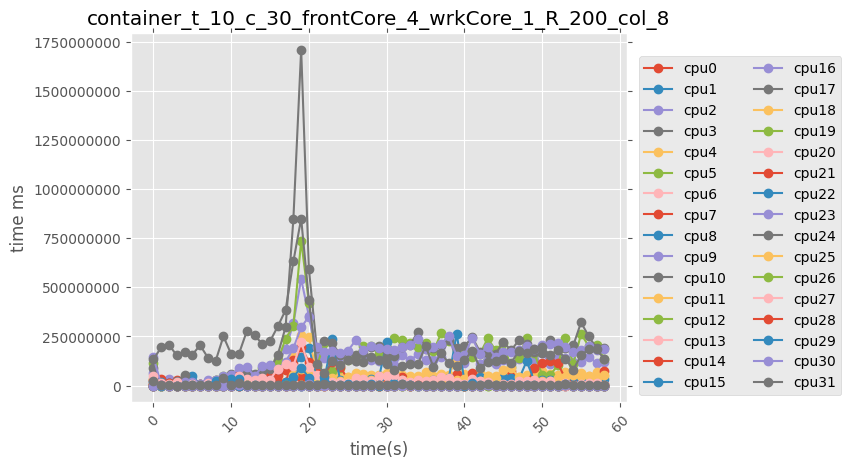 container_t_10_c_30_frontCore_4_wrkCore_1_R_200_col_8
1750000000
1500000000
1250000000
1000000000
750000000
500000000
250000000
0
time ms
0
10
20
30
40
50
60
time(s)
cpu0
cpu1
cpu2
cpu3
cpu4
cpu5
cpu6
cpu7
cpu8
cpu9
cpu10
cpu11
cpu12
cpu13
cpu14
cpu15
cpu16
cpu17
cpu18
cpu19
cpu20
cpu21
cpu22
cpu23
cpu24
cpu25
cpu26
cpu27
cpu28
cpu29
cpu30
cpu31